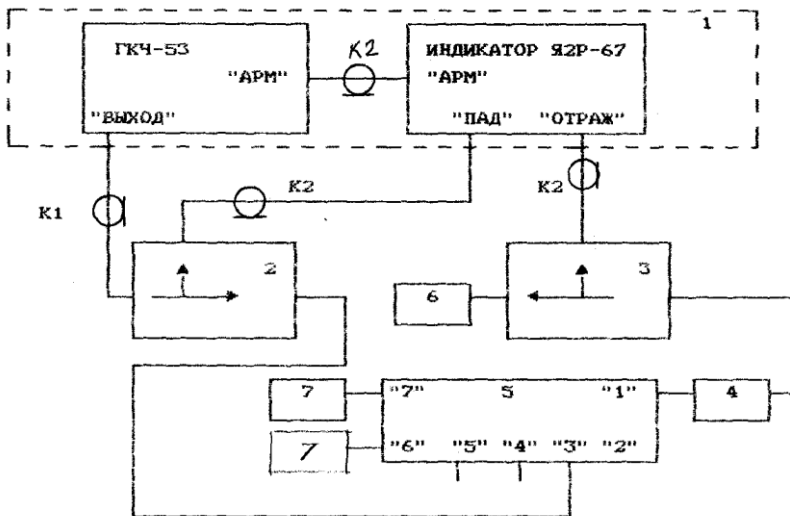 1
ГКЧ-53
К2
ИНДИКАТОР Я2Р-67
"АРМ"
"АРМ"
"ВЫХОД"
"ПАД"
"ОТРАЖ"
К1
К2
К2
2
3
6
7
"7"
5
"1"
4
7
"6"
"5"
"4"
"3"
"2"